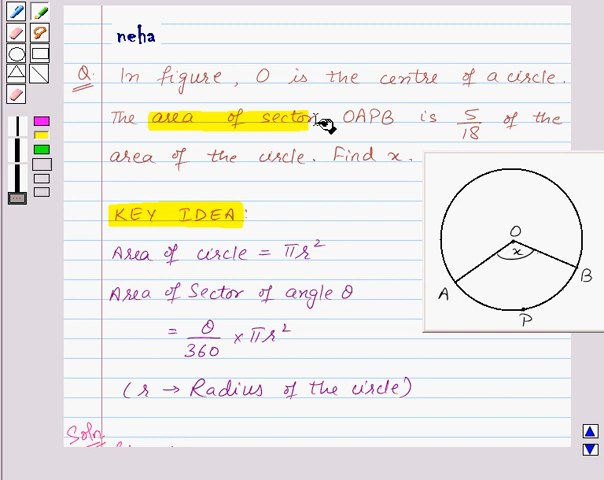 neha
Q. In figure, O is the centre of a circle.
The area of sector OAPB is 5/18 of the
area of the circle. Find x.
KEY IDEA:
Area of circle = πr²
Area of Sector of angle θ
= θ/360 × πr²
(r → Radius of the circle)
Soln
O
x
A
B
P